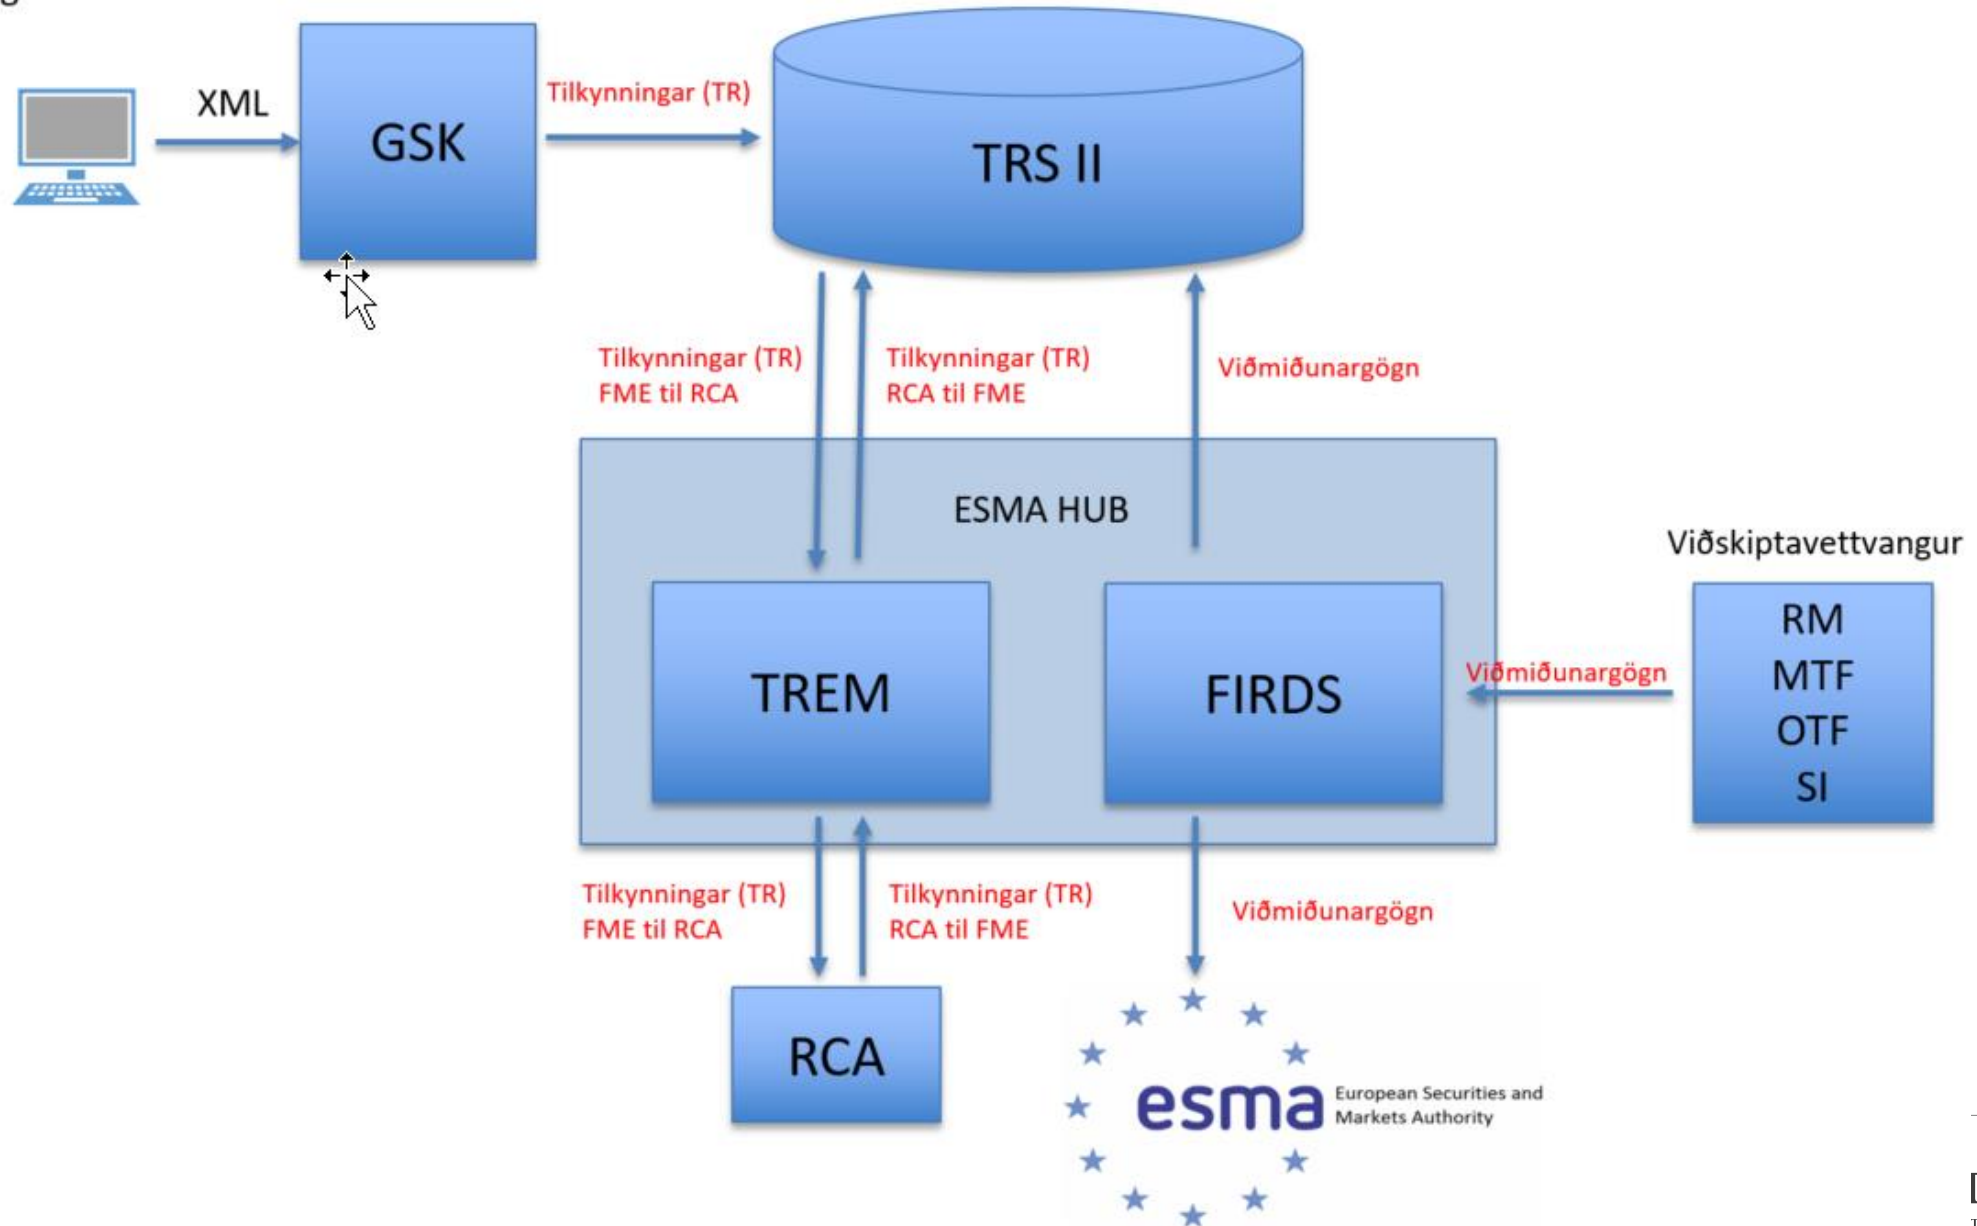 XML
GSK
Tilkynningar (TR)
TRS II
Tilkynningar (TR)
FME til RCA
Tilkynningar (TR)
RCA til FME
Viðmiðunargögn
ESMA HUB
TREM
FIRDS
Viðmiðunargögn
Viðskiptavettvangur
RM
MTF
OTF
SI
Tilkynningar (TR)
FME til RCA
Tilkynningar (TR)
RCA til FME
Viðmiðunargögn
RCA
esma
European Securities and
Markets Authority